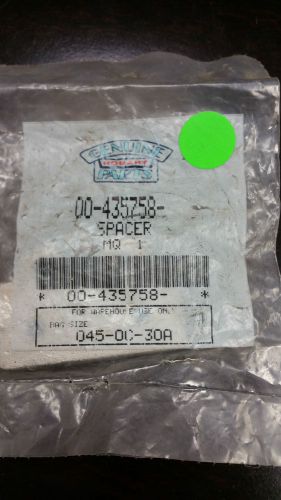 GENUINE
HOBART
PARTS
00-435758-
SPACER
MQ 1
* 00-435758- *
FOR WAREHOUSE USE ONLY
BAG SIZE
045-0C-30A